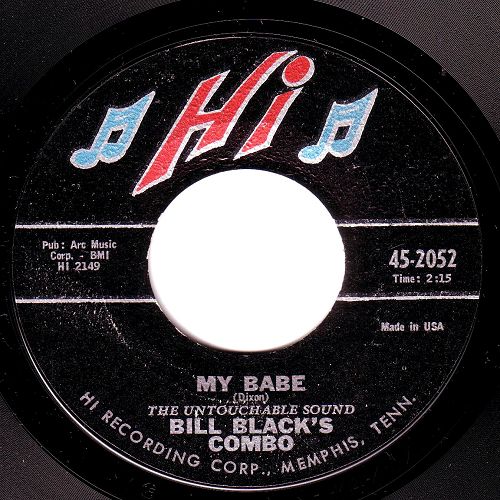 Hi
Pub: Arc Music
Corp. - BMI
HI 2149
45-2052
Time: 2:15
Made in USA
MY BABE
(Dixon)
THE UNTOUCHABLE SOUND
BILL BLACK'S
COMBO
HI RECORDING CORP., MEMPHIS, TENN.